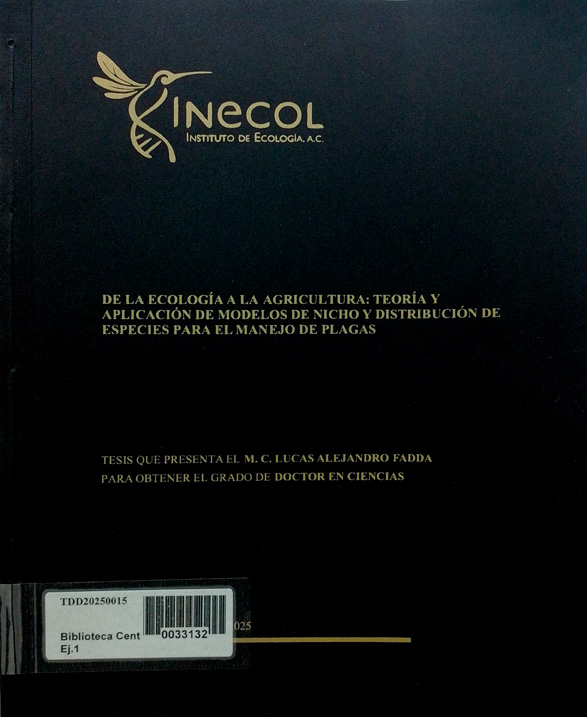 INECOL
INSTITUTO DE ECOLOGÍA, A.C.
DE LA ECOLOGÍA A LA AGRICULTURA: TEORÍA Y
APLICACIÓN DE MODELOS DE NICHO Y DISTRIBUCIÓN DE
ESPECIES PARA EL MANEJO DE PLAGAS
TESIS QUE PRESENTA EL M. C. LUCAS ALEJANDRO FADDA
PARA OBTENER EL GRADO DE DOCTOR EN CIENCIAS
TDD20250015
Biblioteca Cent
0033132
Ej.1
025